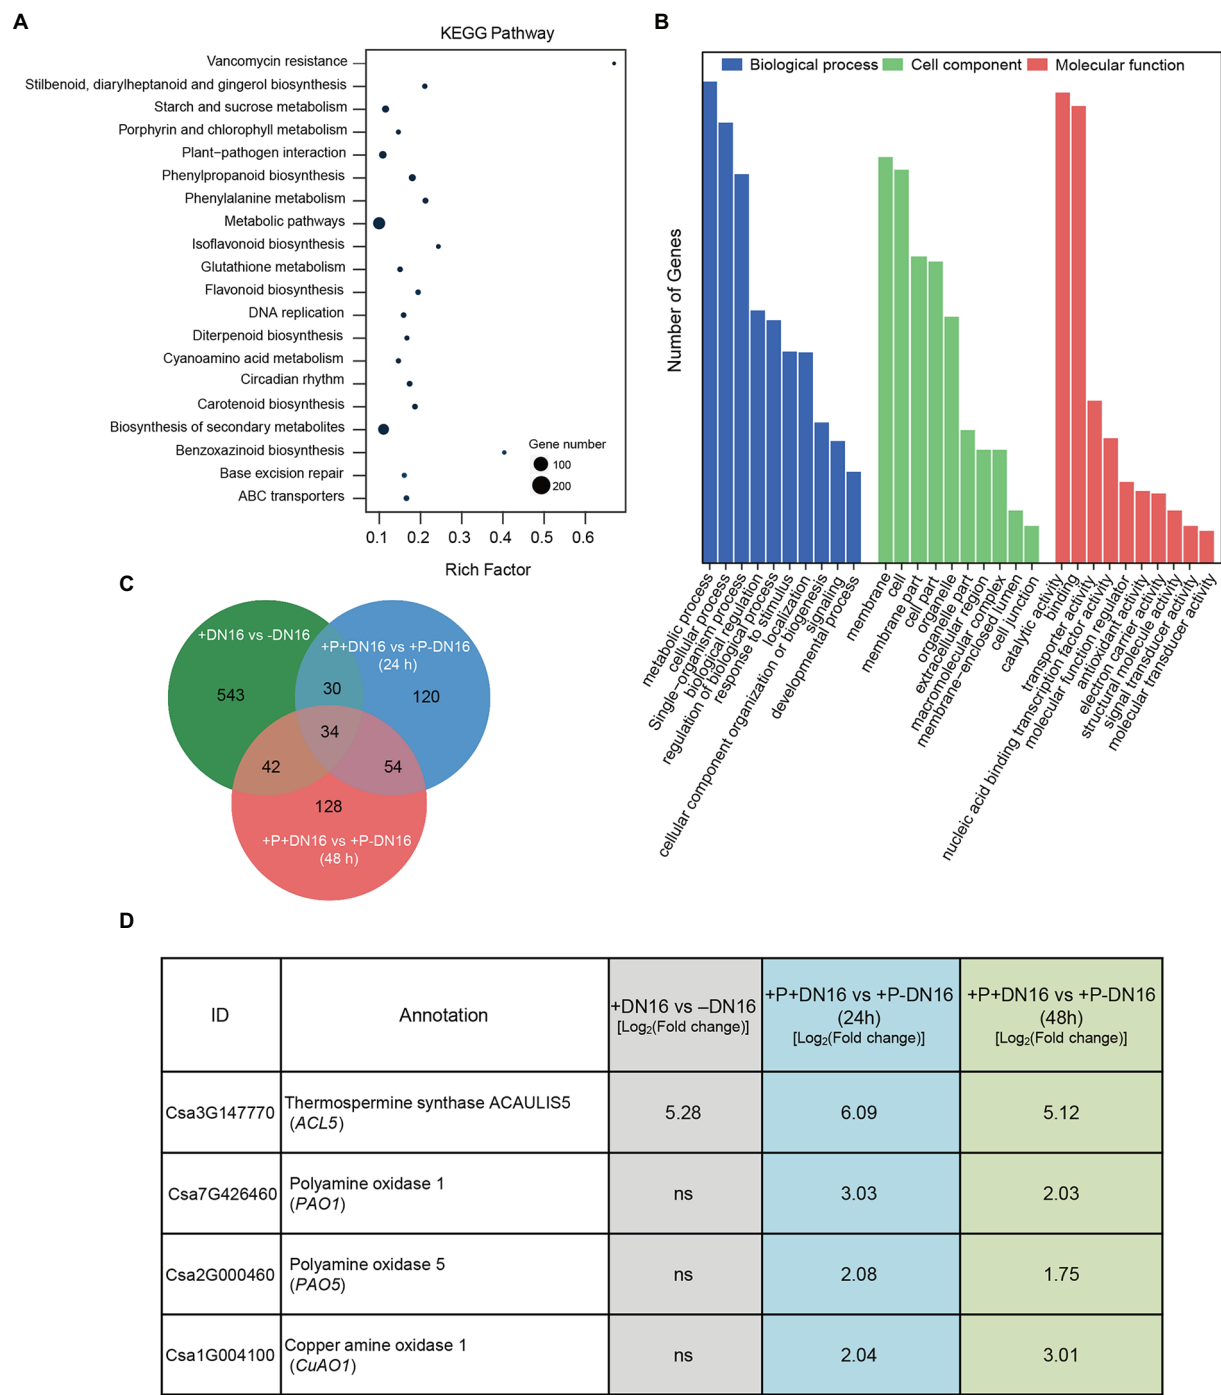 A
KEGG Pathway
Vancomycin resistance
Stilbenoid, diarylheptanoid and gingerol biosynthesis
Starch and sucrose metabolism
Porphyrin and chlorophyll metabolism
Plant−pathogen interaction
Phenylpropanoid biosynthesis
Phenylalanine metabolism
Metabolic pathways
Isoflavonoid biosynthesis
Glutathione metabolism
Flavonoid biosynthesis
DNA replication
Diterpenoid biosynthesis
Cyanoamino acid metabolism
Circadian rhythm
Carotenoid biosynthesis
Biosynthesis of secondary metabolites
Benzoxazinoid biosynthesis
Base excision repair
ABC transporters
Gene number
100
200
0.1 0.2 0.3 0.4 0.5 0.6
Rich Factor
B
Biological process Cell component Molecular function
Number of Genes
metabolic process
cellular process
Single−organism process
biological regulation
regulation of biological process
response to stimulus
localization
cellular component organization or biogenesis
signaling
developmental process
membrane
cell
membrane part
cell part
organelle
organelle part
extracellular region
macromolecular complex
membrane−enclosed lumen
cell junction
catalytic activity
binding
transporter activity
nucleic acid binding transcription factor activity
molecular function regulator
antioxidant activity
electron carrier activity
structural molecule activity
signal transducer activity
molecular transducer activity
C
+DN16 vs -DN16
+P+DN16 vs +P-DN16
(24 h)
543
30
120
34
42
54
128
+P+DN16 vs +P-DN16
(48 h)
D
ID
Annotation
+DN16 vs –DN16
[Log₂(Fold change)]
+P+DN16 vs +P-DN16
(24h)
[Log₂(Fold change)]
+P+DN16 vs +P-DN16
(48h)
[Log₂(Fold change)]
Csa3G147770
Thermospermine synthase ACAULIS5
(ACL5)
5.28
6.09
5.12
Csa7G426460
Polyamine oxidase 1
(PAO1)
ns
3.03
2.03
Csa2G000460
Polyamine oxidase 5
(PAO5)
ns
2.08
1.75
Csa1G004100
Copper amine oxidase 1
(CuAO1)
ns
2.04
3.01